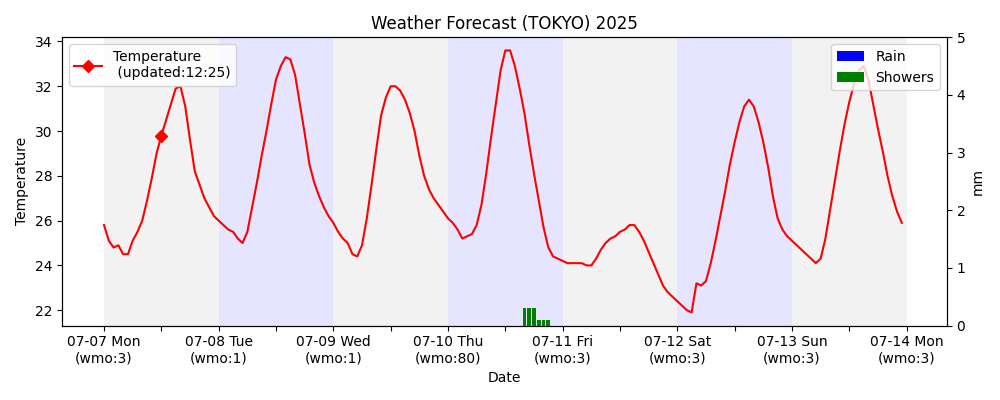 Weather Forecast (TOKYO) 2025
Temperature
(updated:12:25)
Rain
Showers
Temperature
34
32
30
28
26
24
22
5
4
3
2
1
0
mm
07-07 Mon
(wmo:3)
07-08 Tue
(wmo:1)
07-09 Wed
(wmo:1)
07-10 Thu
(wmo:80)
07-11 Fri
(wmo:3)
07-12 Sat
(wmo:3)
07-13 Sun
(wmo:3)
07-14 Mon
(wmo:3)
Date